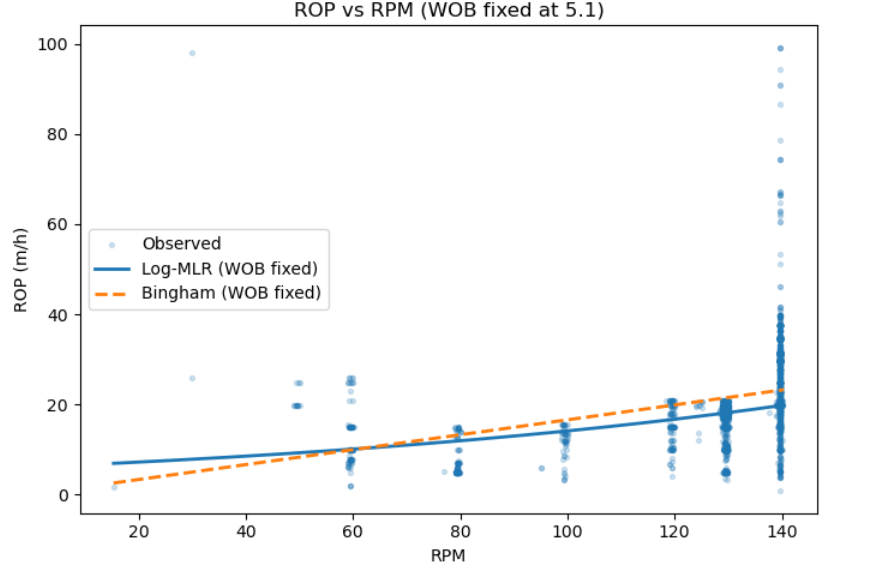 ROP vs RPM (WOB fixed at 5.1)
100
80
60
40
20
0
ROP (m/h)
Observed
Log-MLR (WOB fixed)
Bingham (WOB fixed)
20 40 60 80 100 120 140
RPM